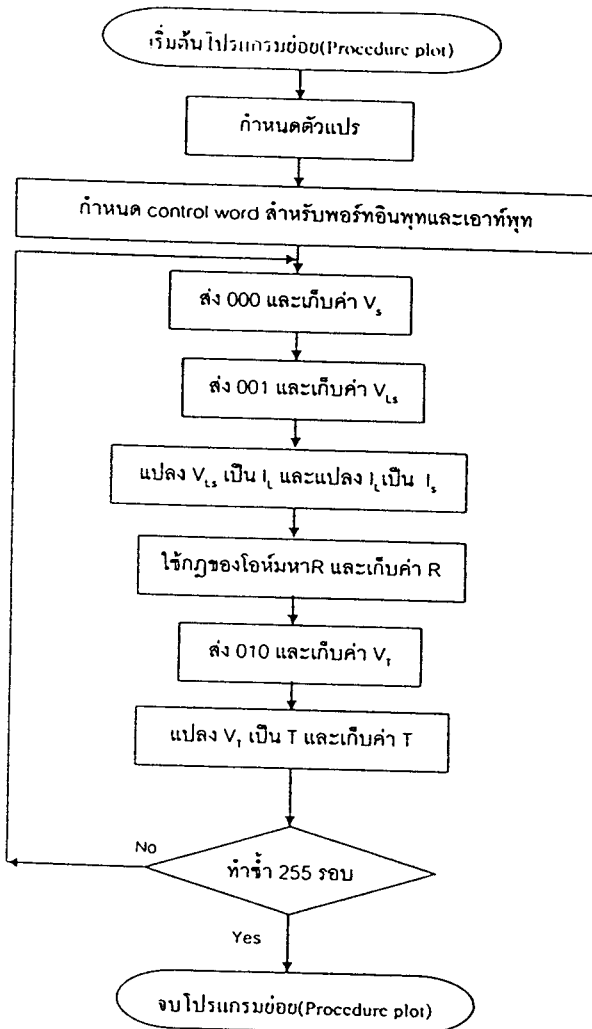 เริ่มต้นโปรแกรมย่อย(Procedure plot)
กำหนดตัวแปร
กำหนด control word สำหรับพอร์ทอินพุทและเอาท์พุท
ส่ง 000 และเก็บค่า Vs
ส่ง 001 และเก็บค่า VLs
แปลง VLs เป็น IL และแปลง IL เป็น Is
ใช้กฎของโอห์มหาR และเก็บค่า R
ส่ง 010 และเก็บค่า VT
แปลง VT เป็น T และเก็บค่า T
No
ทำซ้ำ 255 รอบ
Yes
จบโปรแกรมย่อย(Procedure plot)